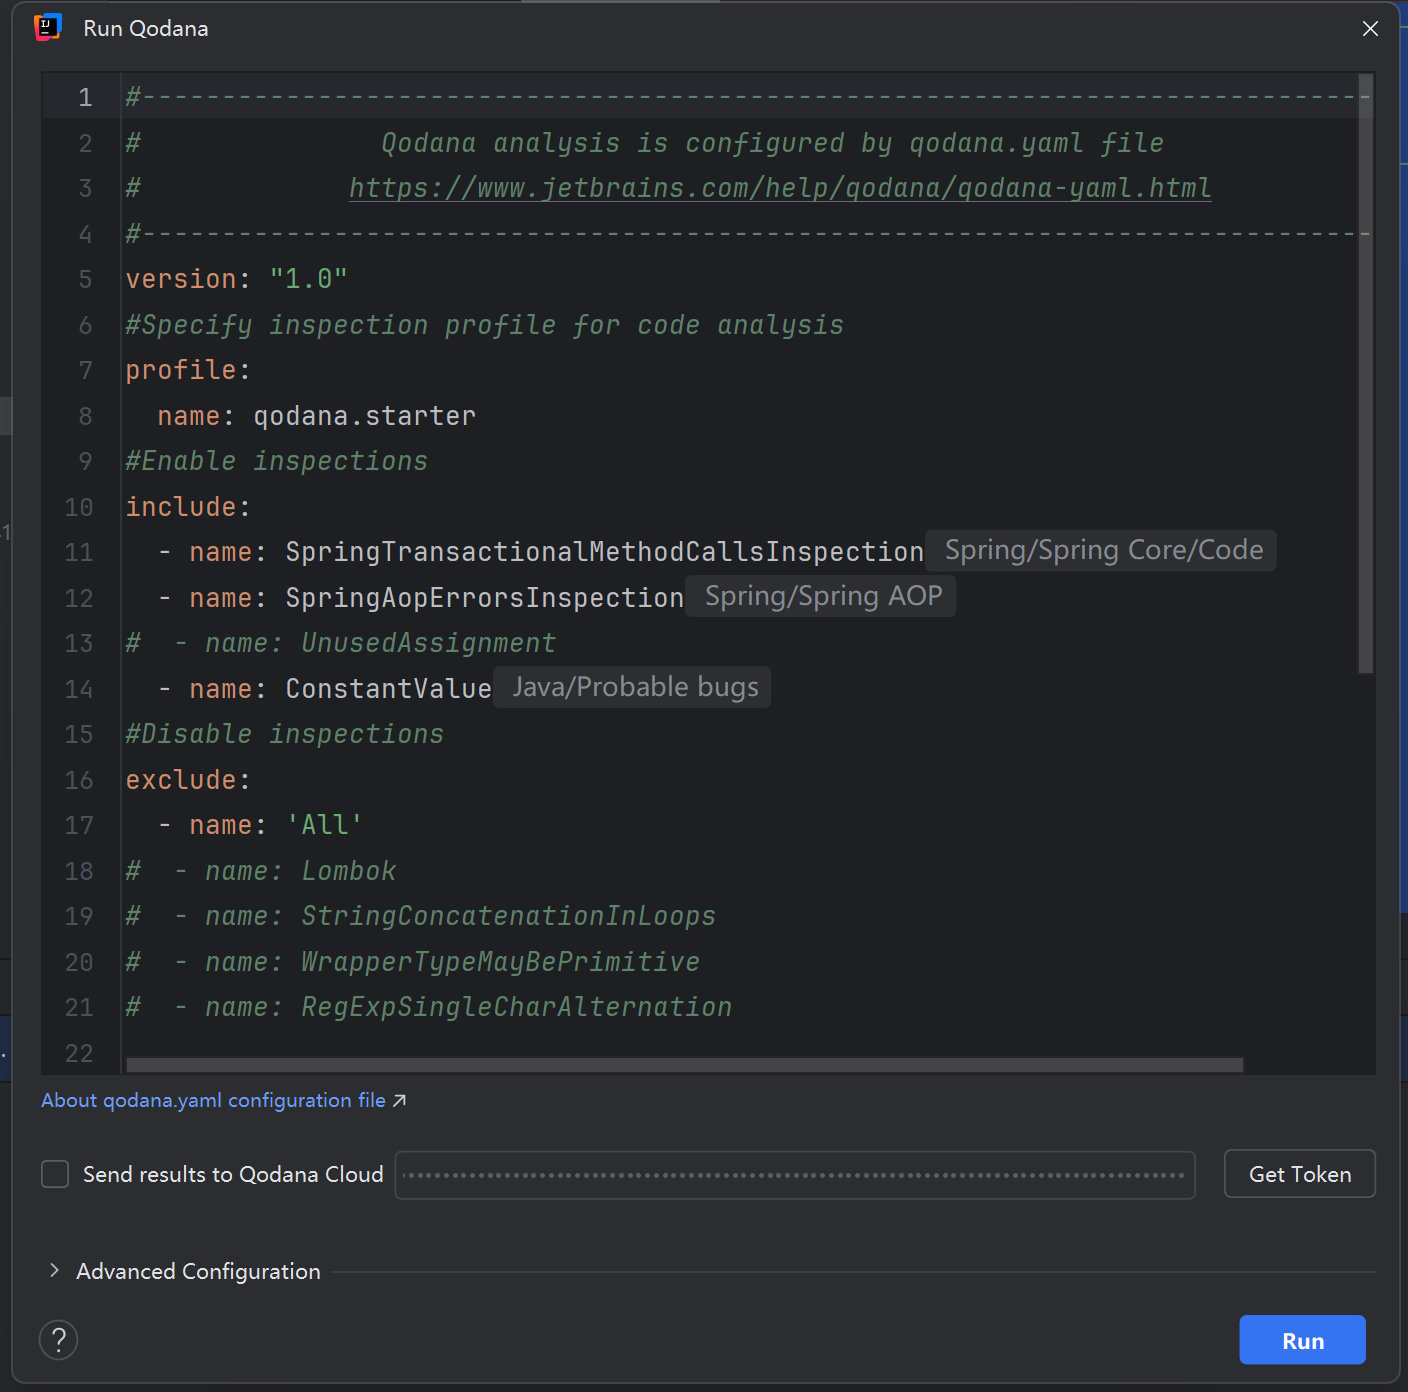 Run Qodana
1 #-----------------------------------------------------------------------------
2 # Qodana analysis is configured by qodana.yaml file
3 # https://www.jetbrains.com/help/qodana/qodana-yaml.html
4 #-----------------------------------------------------------------------------
5 version: "1.0"
6 #Specify inspection profile for code analysis
7 profile:
8   name: qodana.starter
9 #Enable inspections
10 include:
11   - name: SpringTransactionalMethodCallsInspection Spring/Spring Core/Code
12   - name: SpringAopErrorsInspection Spring/Spring AOP
13 #  - name: UnusedAssignment
14   - name: ConstantValue Java/Probable bugs
15 #Disable inspections
16 exclude:
17   - name: 'All'
18 #  - name: Lombok
19 #  - name: StringConcatenationInLoops
20 #  - name: WrapperTypeMayBePrimitive
21 #  - name: RegExpSingleCharAlternation
22
About qodana.yaml configuration file ↗
Send results to Qodana Cloud
Get Token
Advanced Configuration
?
Run